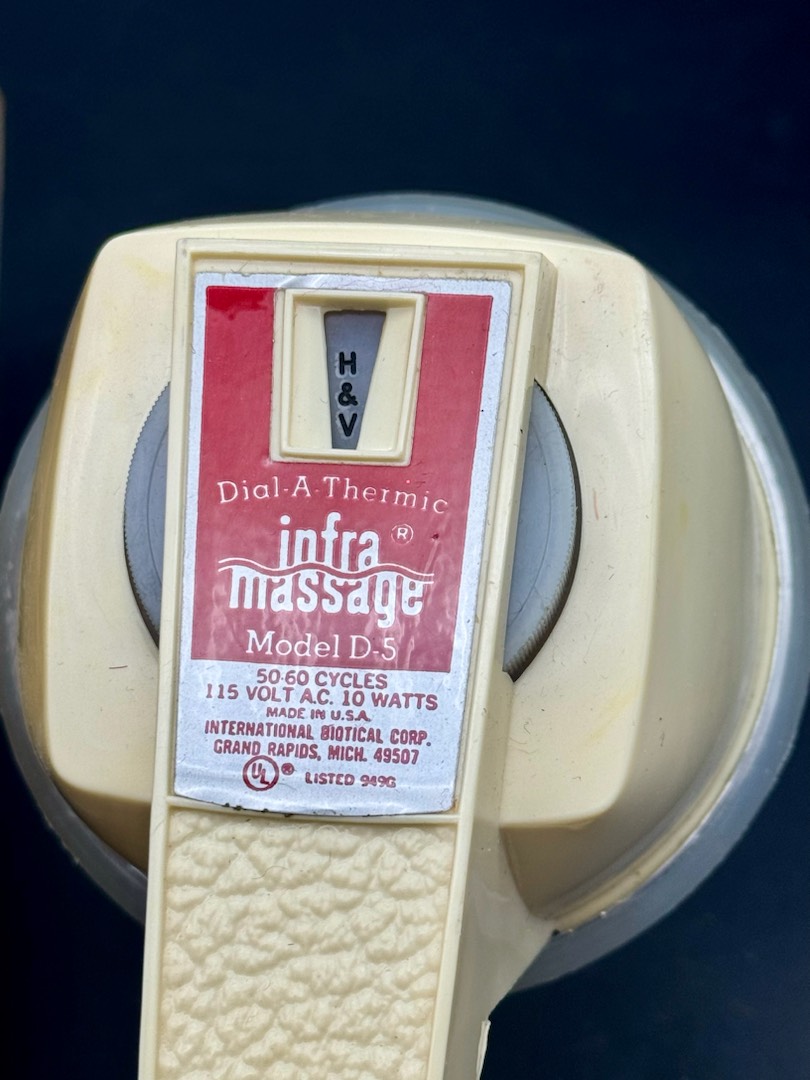 H
&
V
Dial-A-Thermic
infra ®
massage
Model D-5
50-60 CYCLES
115 VOLT A.C. 10 WATTS
MADE IN U.S.A.
INTERNATIONAL BIOTICAL CORP.
GRAND RAPIDS, MICH. 49507
UL ® LISTED 949G